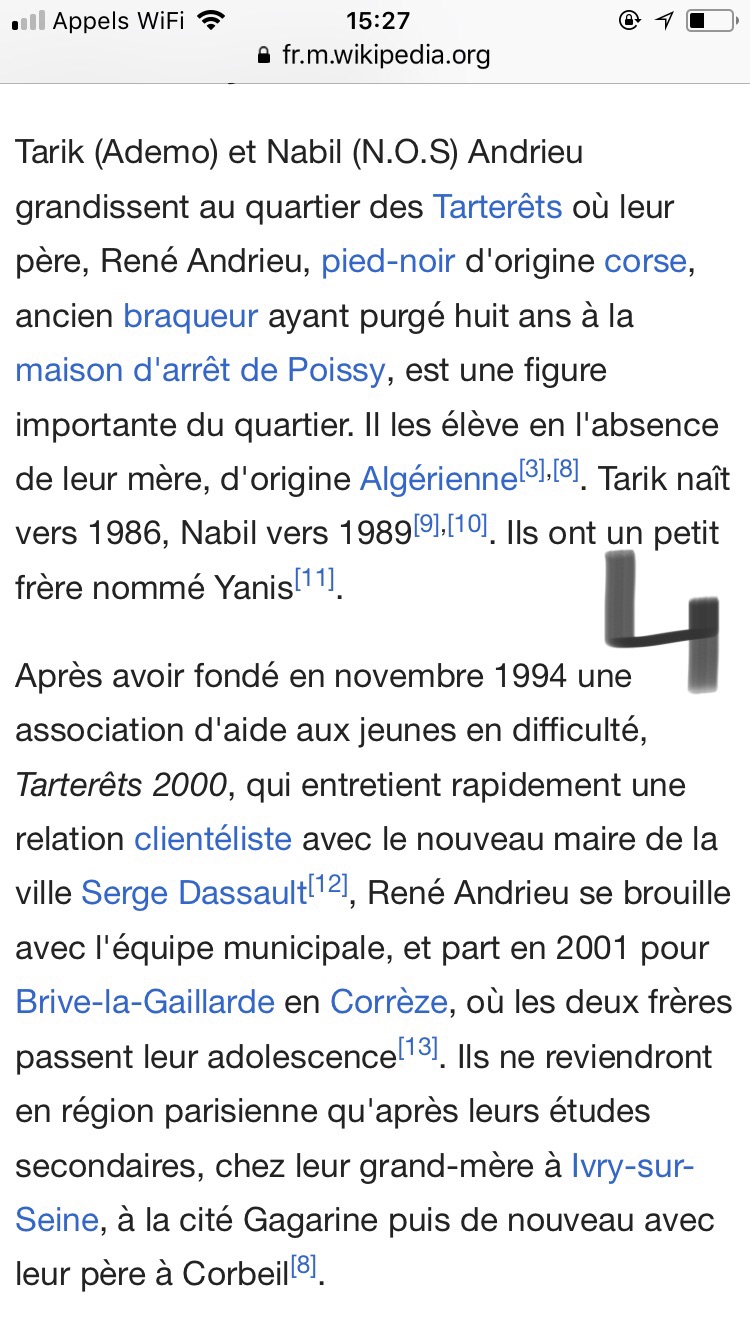 Appels WiFi 15:27
fr.m.wikipedia.org
Tarik (Ademo) et Nabil (N.O.S) Andrieu
grandissent au quartier des Tarterêts où leur
père, René Andrieu, pied-noir d'origine corse,
ancien braqueur ayant purgé huit ans à la
maison d'arrêt de Poissy, est une figure
importante du quartier. Il les élève en l'absence
de leur mère, d'origine Algérienne[3],[8]. Tarik naît
vers 1986, Nabil vers 1989[9],[10]. Ils ont un petit
frère nommé Yanis[11].
4
Après avoir fondé en novembre 1994 une
association d'aide aux jeunes en difficulté,
Tarterêts 2000, qui entretient rapidement une
relation clientéliste avec le nouveau maire de la
ville Serge Dassault[12], René Andrieu se brouille
avec l'équipe municipale, et part en 2001 pour
Brive-la-Gaillarde en Corrèze, où les deux frères
passent leur adolescence[13]. Ils ne reviendront
en région parisienne qu'après leurs études
secondaires, chez leur grand-mère à Ivry-sur-
Seine, à la cité Gagarine puis de nouveau avec
leur père à Corbeil[8].